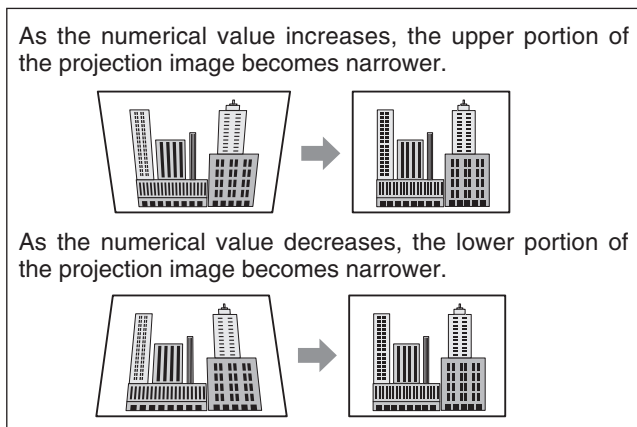 As the numerical value increases, the upper portion of
the projection image becomes narrower.
As the numerical value decreases, the lower portion of
the projection image becomes narrower.